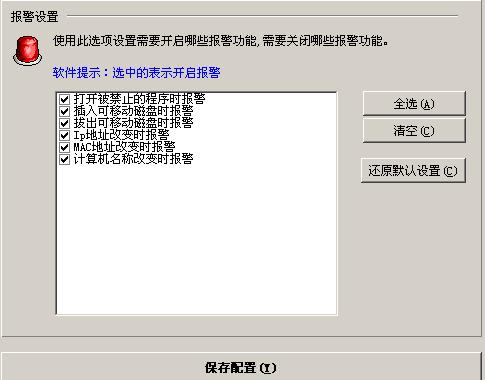 报警设置
使用此选项设置需要开启哪些报警功能,需要关闭哪些报警功能。
软件提示：选中的表示开启报警
打开被禁止的程序时报警
插入可移动磁盘时报警
拔出可移动磁盘时报警
Ip地址改变时报警
MAC地址改变时报警
计算机名称改变时报警
全选(A)
清空(C)
还原默认设置(C)
保存配置(Y)